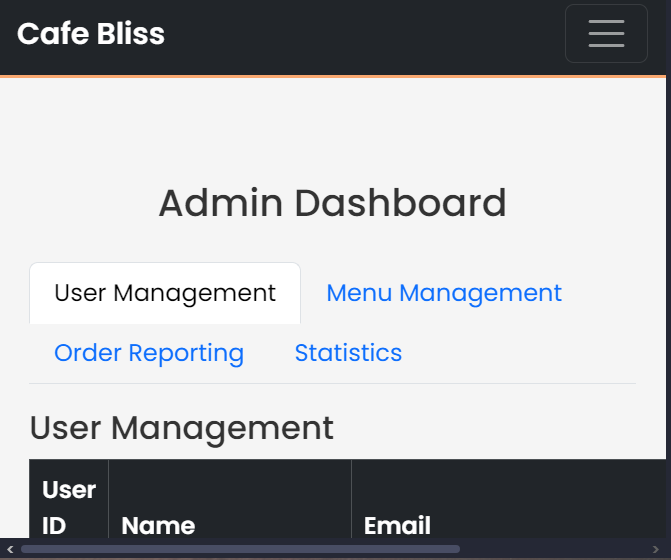 Cafe Bliss
Admin Dashboard
User Management Menu Management
Order Reporting Statistics
User Management
User
ID Name Email